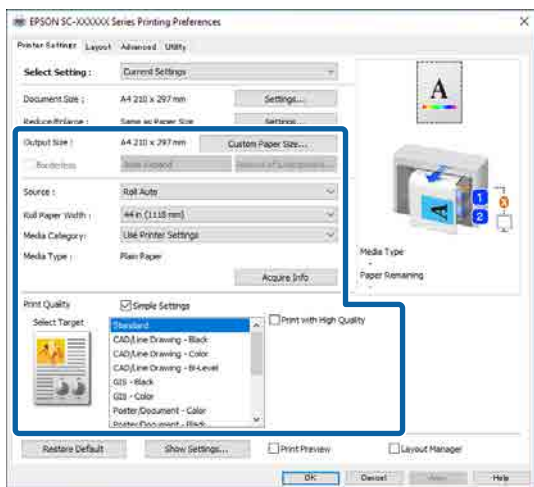 EPSON SC-XXXXXX Series Printing Preferences
Printer Settings Layout Advanced Utility
Select Setting : Current Settings
Document Size : A4 210 x 297 mm Settings...
Reduce/Enlarge : Same as Paper Size Settings...
Output Size : A4 210 x 297 mm Custom Paper Size...
Borderless
Source : Roll Auto
Roll Paper Width : 44 in (1118 mm)
Media Category: Use Printer Settings
Media Type : Plain Paper
Acquire Info
Print Quality Simple Settings
Select Target Standard Print with High Quality
CAD/Line Drawing - Black
CAD/Line Drawing - Color
CAD/Line Drawing - Bi-Level
GIS - Black
GIS - Color
Poster/Document - Color
Poster/Document - Black
A
A
1
2
Media Type
-
Paper Remaining
-
Restore Default Show Settings... Print Preview Layout Manager
OK Cancel Help